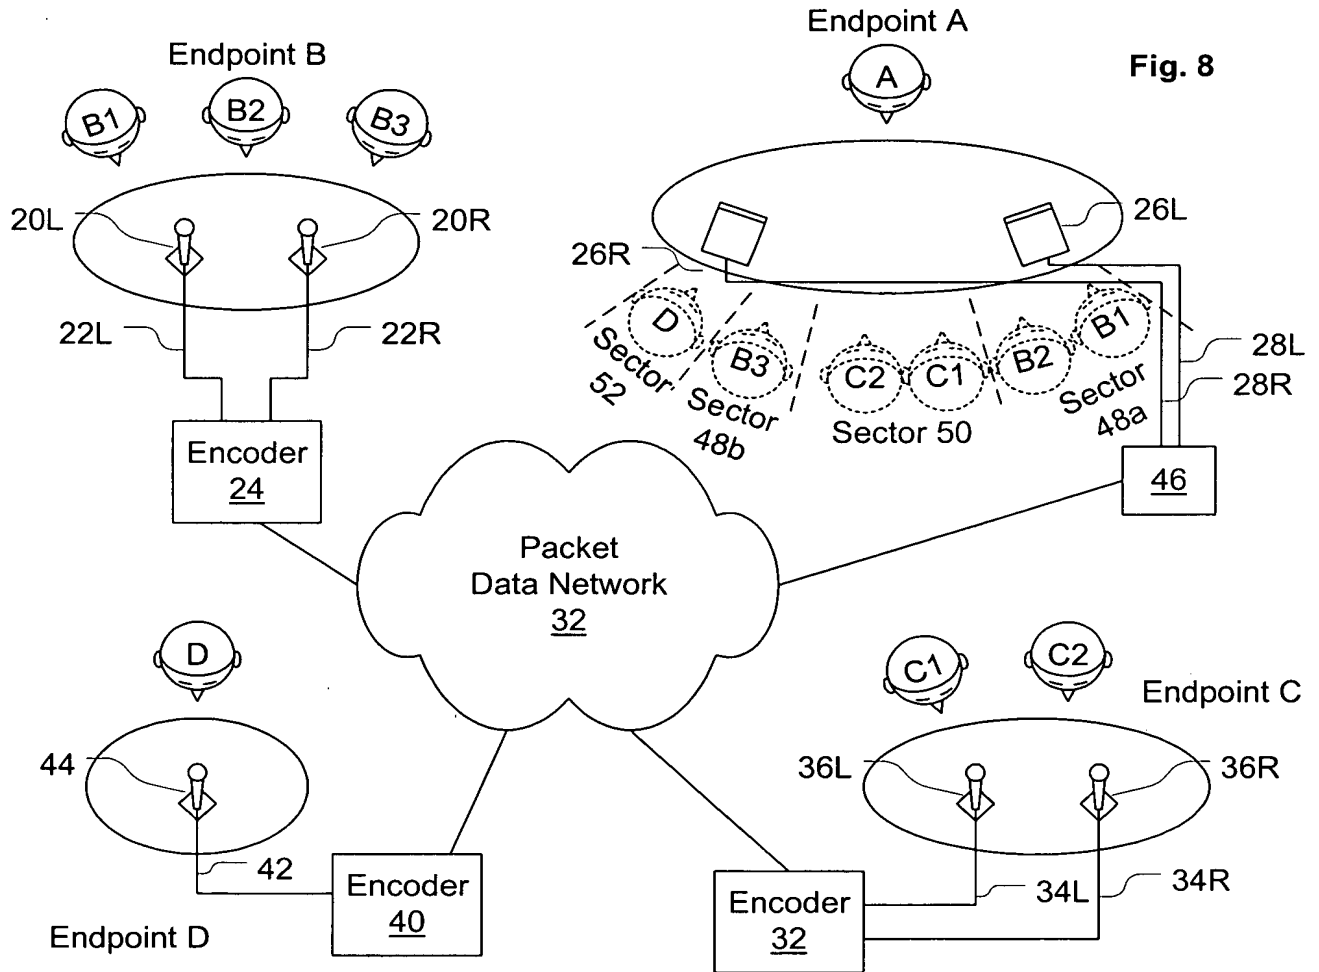 Endpoint A
Fig. 8
A
Endpoint B
B1
B2
B3
20L
20R
22L
22R
Encoder
24
26L
26R
28L
28R
D
B3
C2
C1
B2
B1
Sector
52
Sector
48b
Sector 50
Sector
48a
46
Packet
Data Network
32
D
44
42
Encoder
40
Endpoint D
C1
C2
Endpoint C
36L
36R
34L
34R
Encoder
32